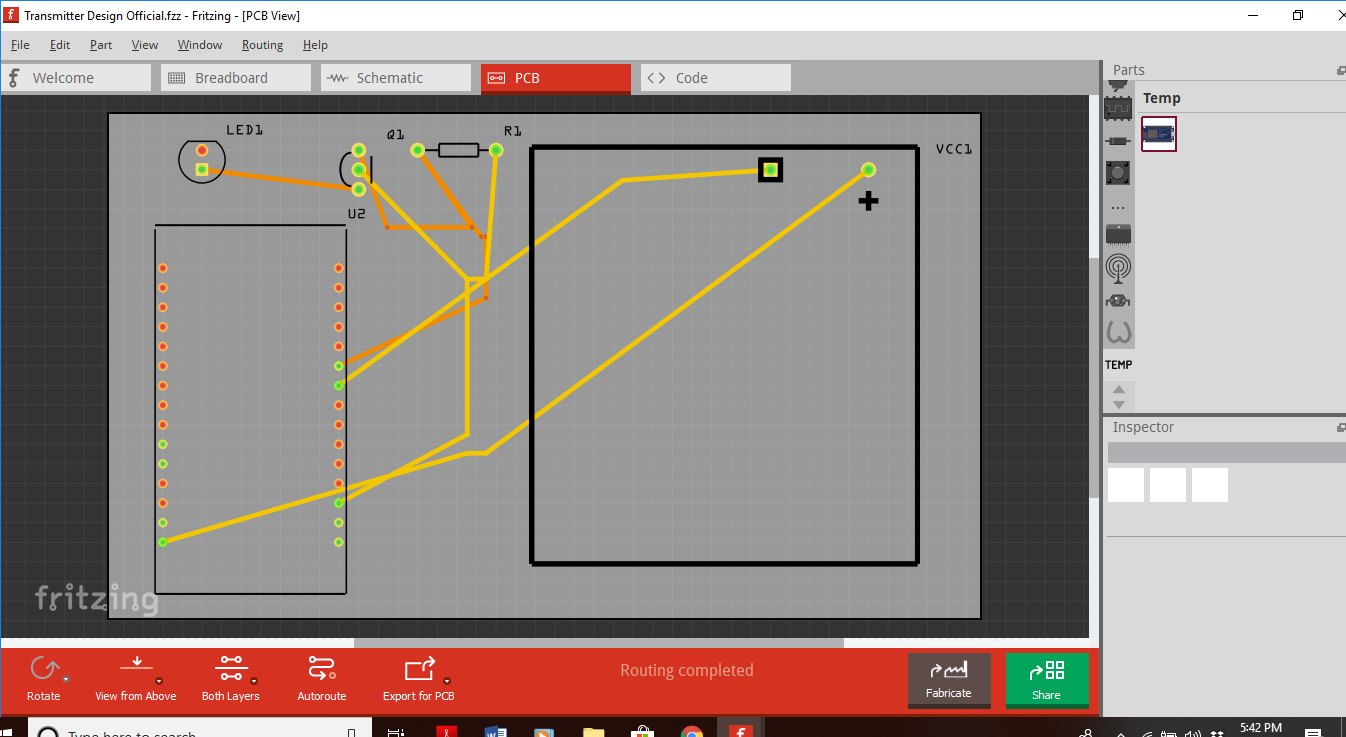 Transmitter Design Official.fzz - Fritzing - [PCB View]
File Edit Part View Window Routing Help
Welcome Breadboard Schematic PCB Code
Parts
Temp
LED1
Q1
R1
VCC1
+
U2
TEMP
Inspector
fritzing
Routing completed
Rotate View from Above Both Layers Autoroute Export for PCB
Fabricate
Share
Type here to search
5:42 PM